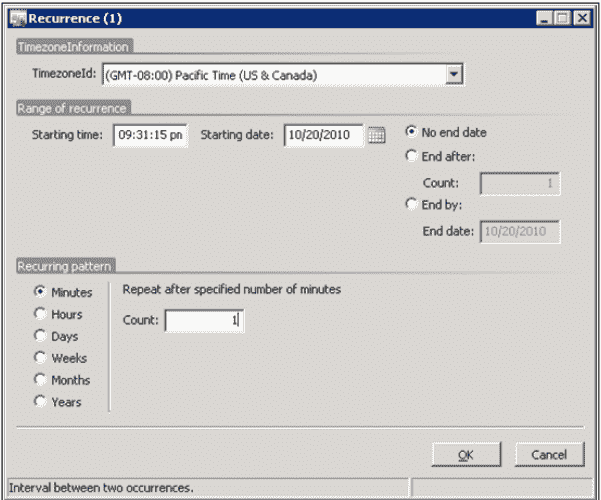 Recurrence (1)
TimezoneInformation
TimezoneId: (GMT-08:00) Pacific Time (US & Canada)
Range of recurrence
Starting time: 09:31:15 pm Starting date: 10/20/2010
No end date
End after:
Count: 1
End by:
End date: 10/20/2010
Recurring pattern
Minutes
Hours
Days
Weeks
Months
Years
Repeat after specified number of minutes
Count: 1
OK Cancel
Interval between two occurrences.